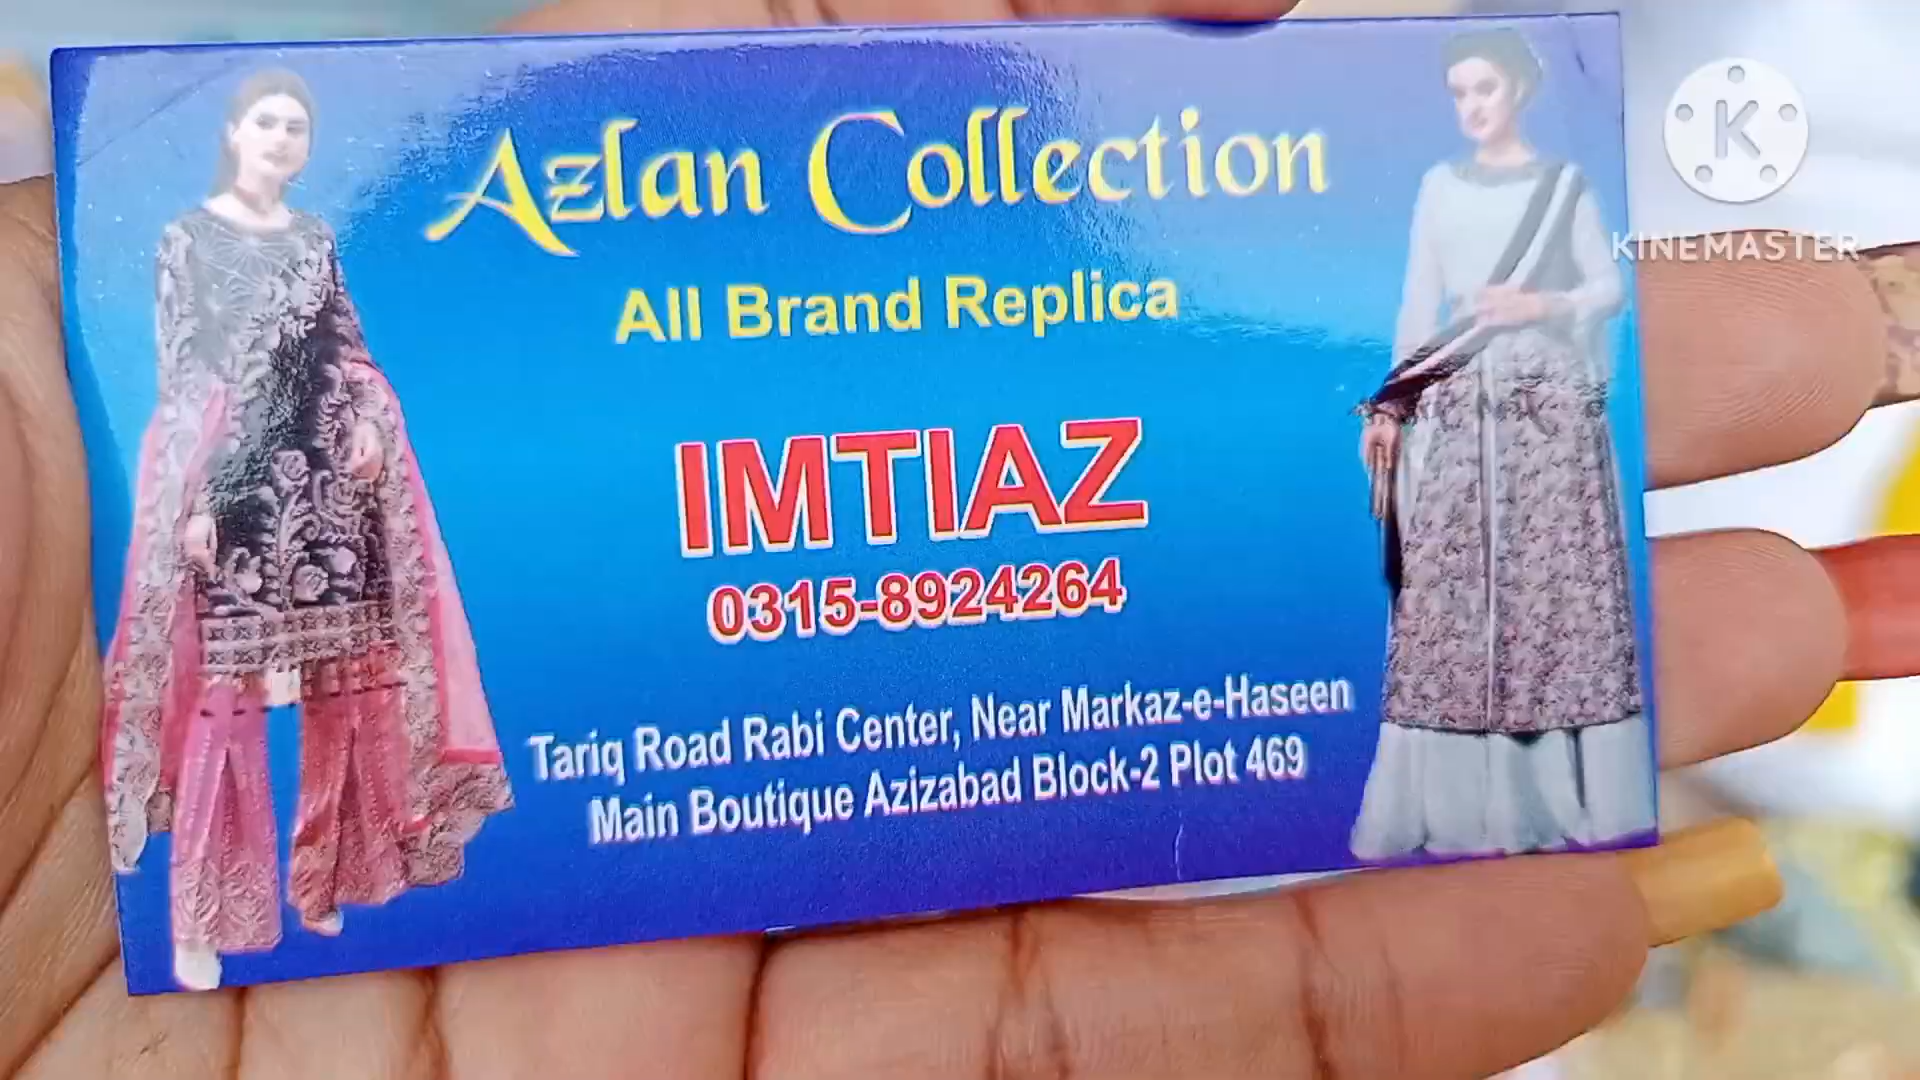 Azlan Collection
All Brand Replica
IMTIAZ
0315-8924264
Tariq Road Rabi Center, Near Markaz-e-Haseen
Main Boutique Azizabad Block-2 Plot 469
K
KINEMASTER